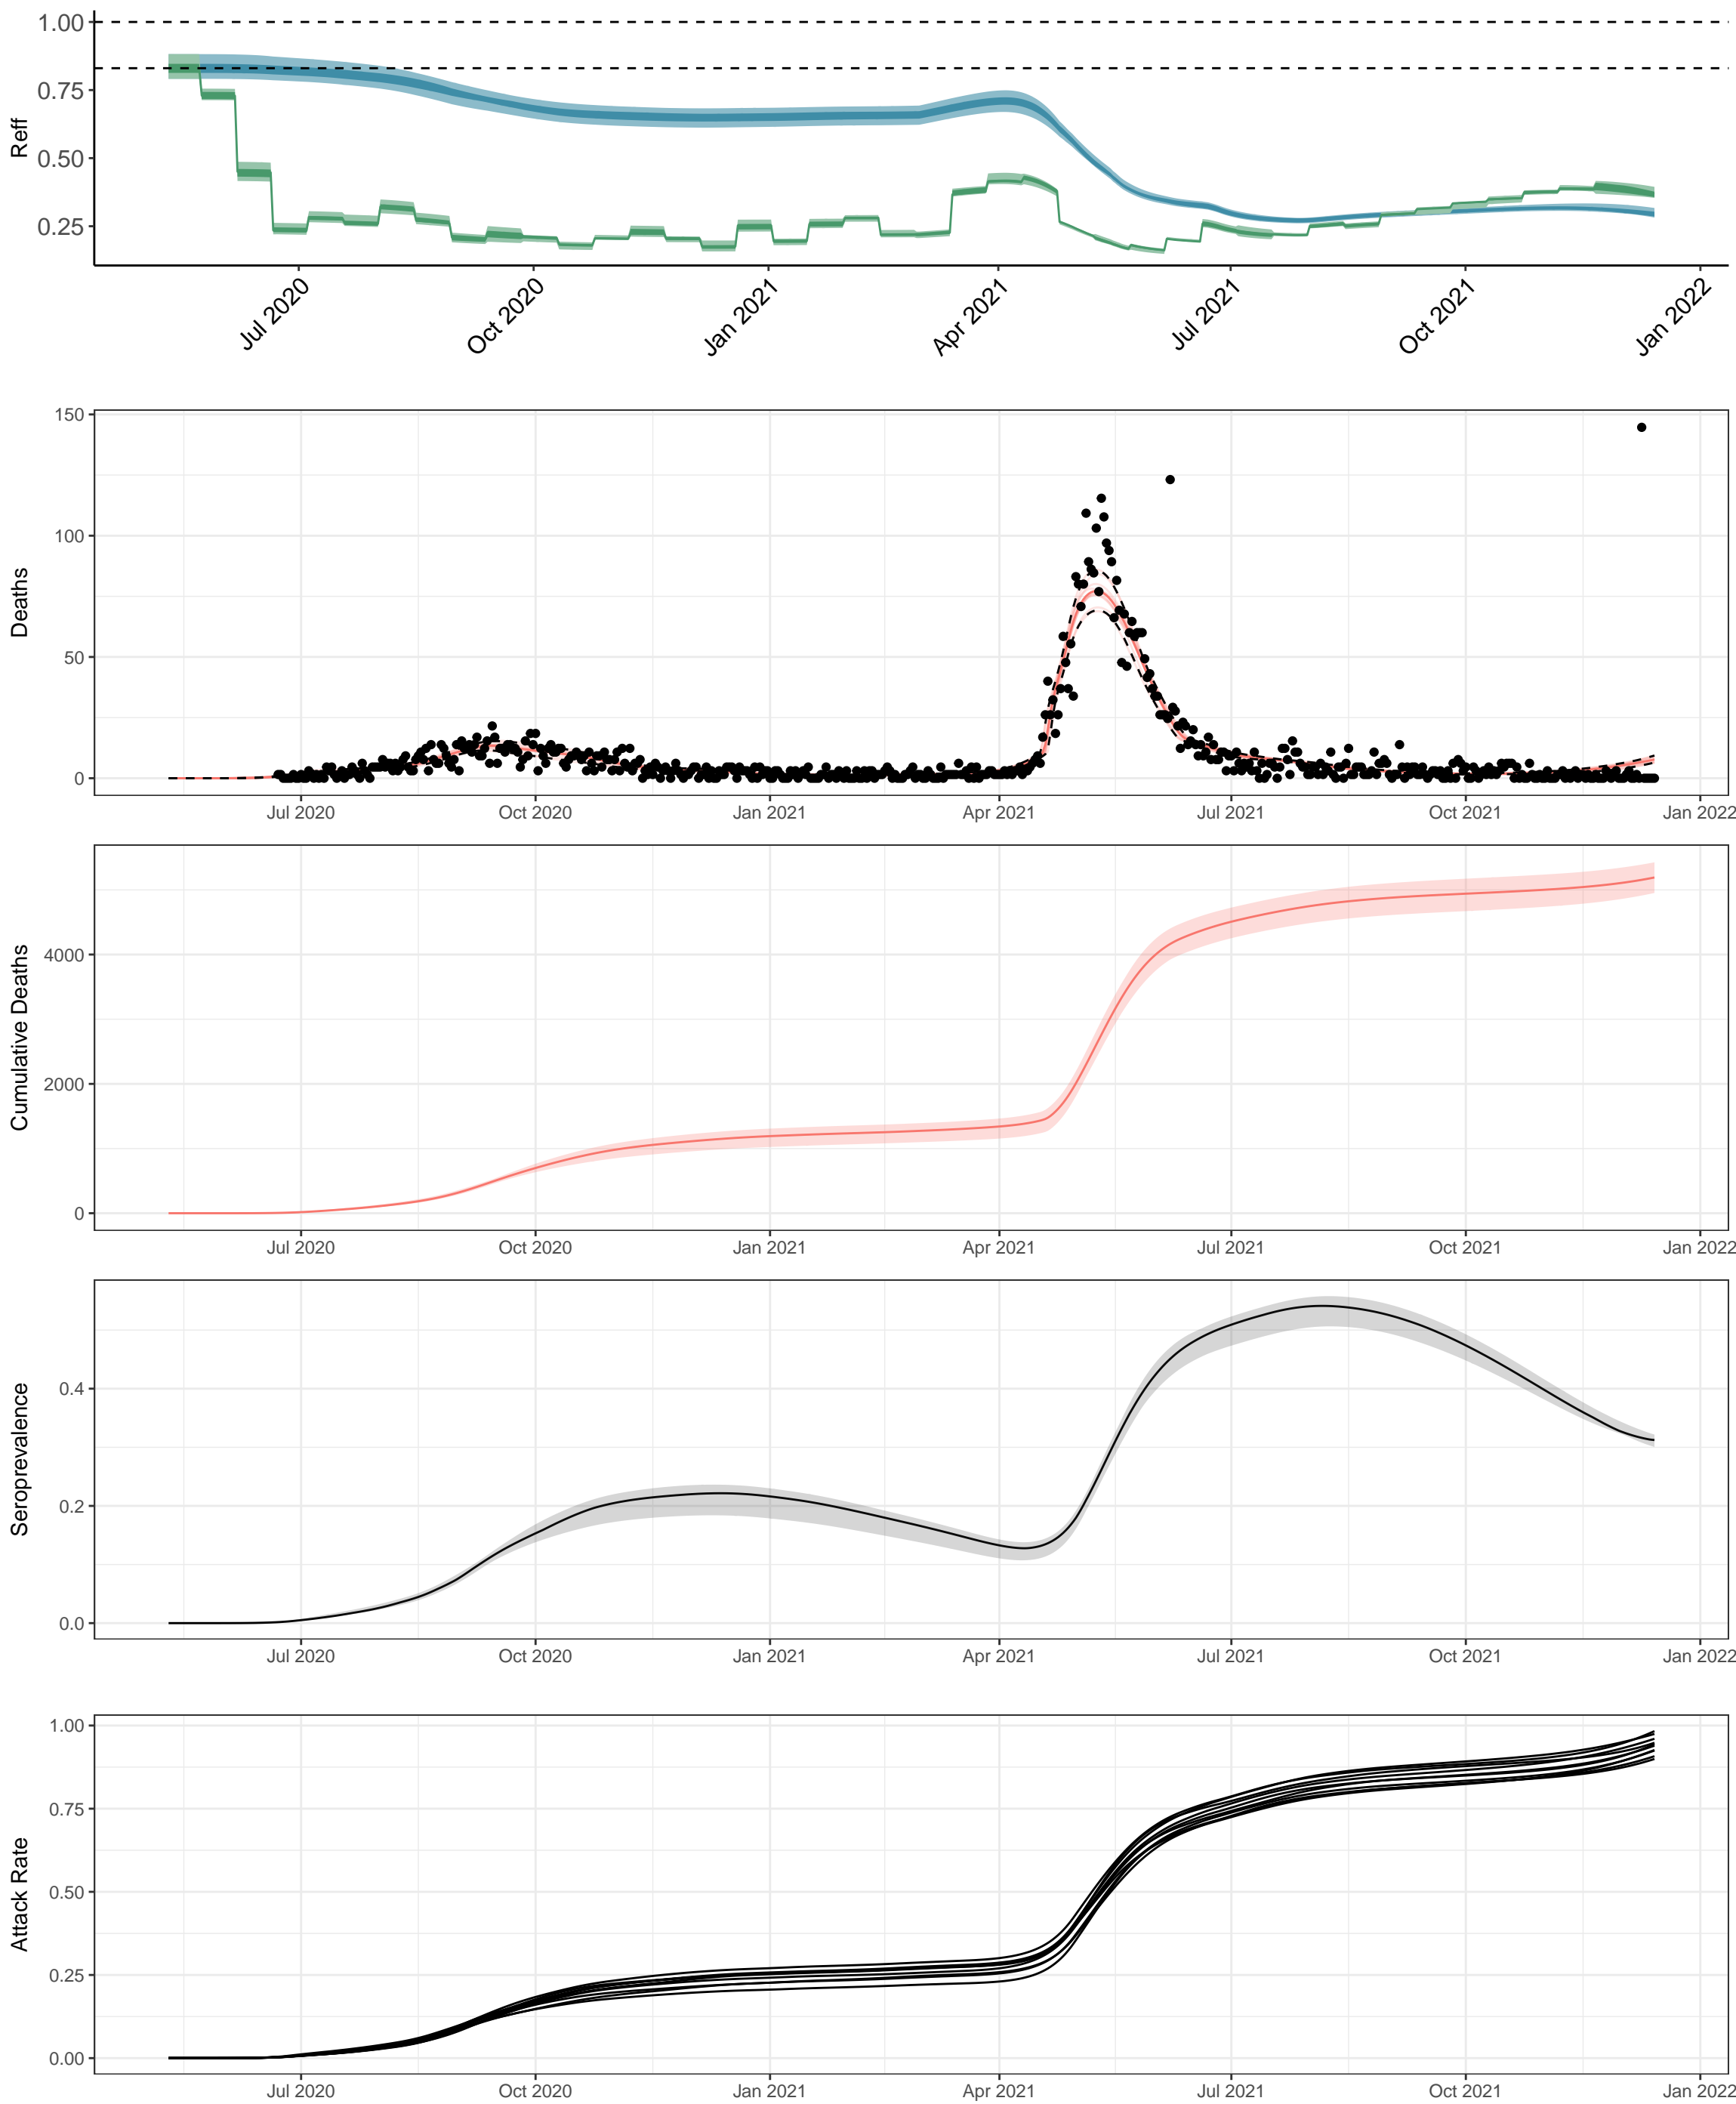 Reff
1.00
0.75
0.50
0.25
Jul 2020
Oct 2020
Jan 2021
Apr 2021
Jul 2021
Oct 2021
Jan 2022
Deaths
150
100
50
0
Jul 2020
Oct 2020
Jan 2021
Apr 2021
Jul 2021
Oct 2021
Jan 2022
Cumulative Deaths
4000
2000
0
Jul 2020
Oct 2020
Jan 2021
Apr 2021
Jul 2021
Oct 2021
Jan 2022
Seroprevalence
0.4
0.2
0.0
Jul 2020
Oct 2020
Jan 2021
Apr 2021
Jul 2021
Oct 2021
Jan 2022
Attack Rate
1.00
0.75
0.50
0.25
0.00
Jul 2020
Oct 2020
Jan 2021
Apr 2021
Jul 2021
Oct 2021
Jan 2022